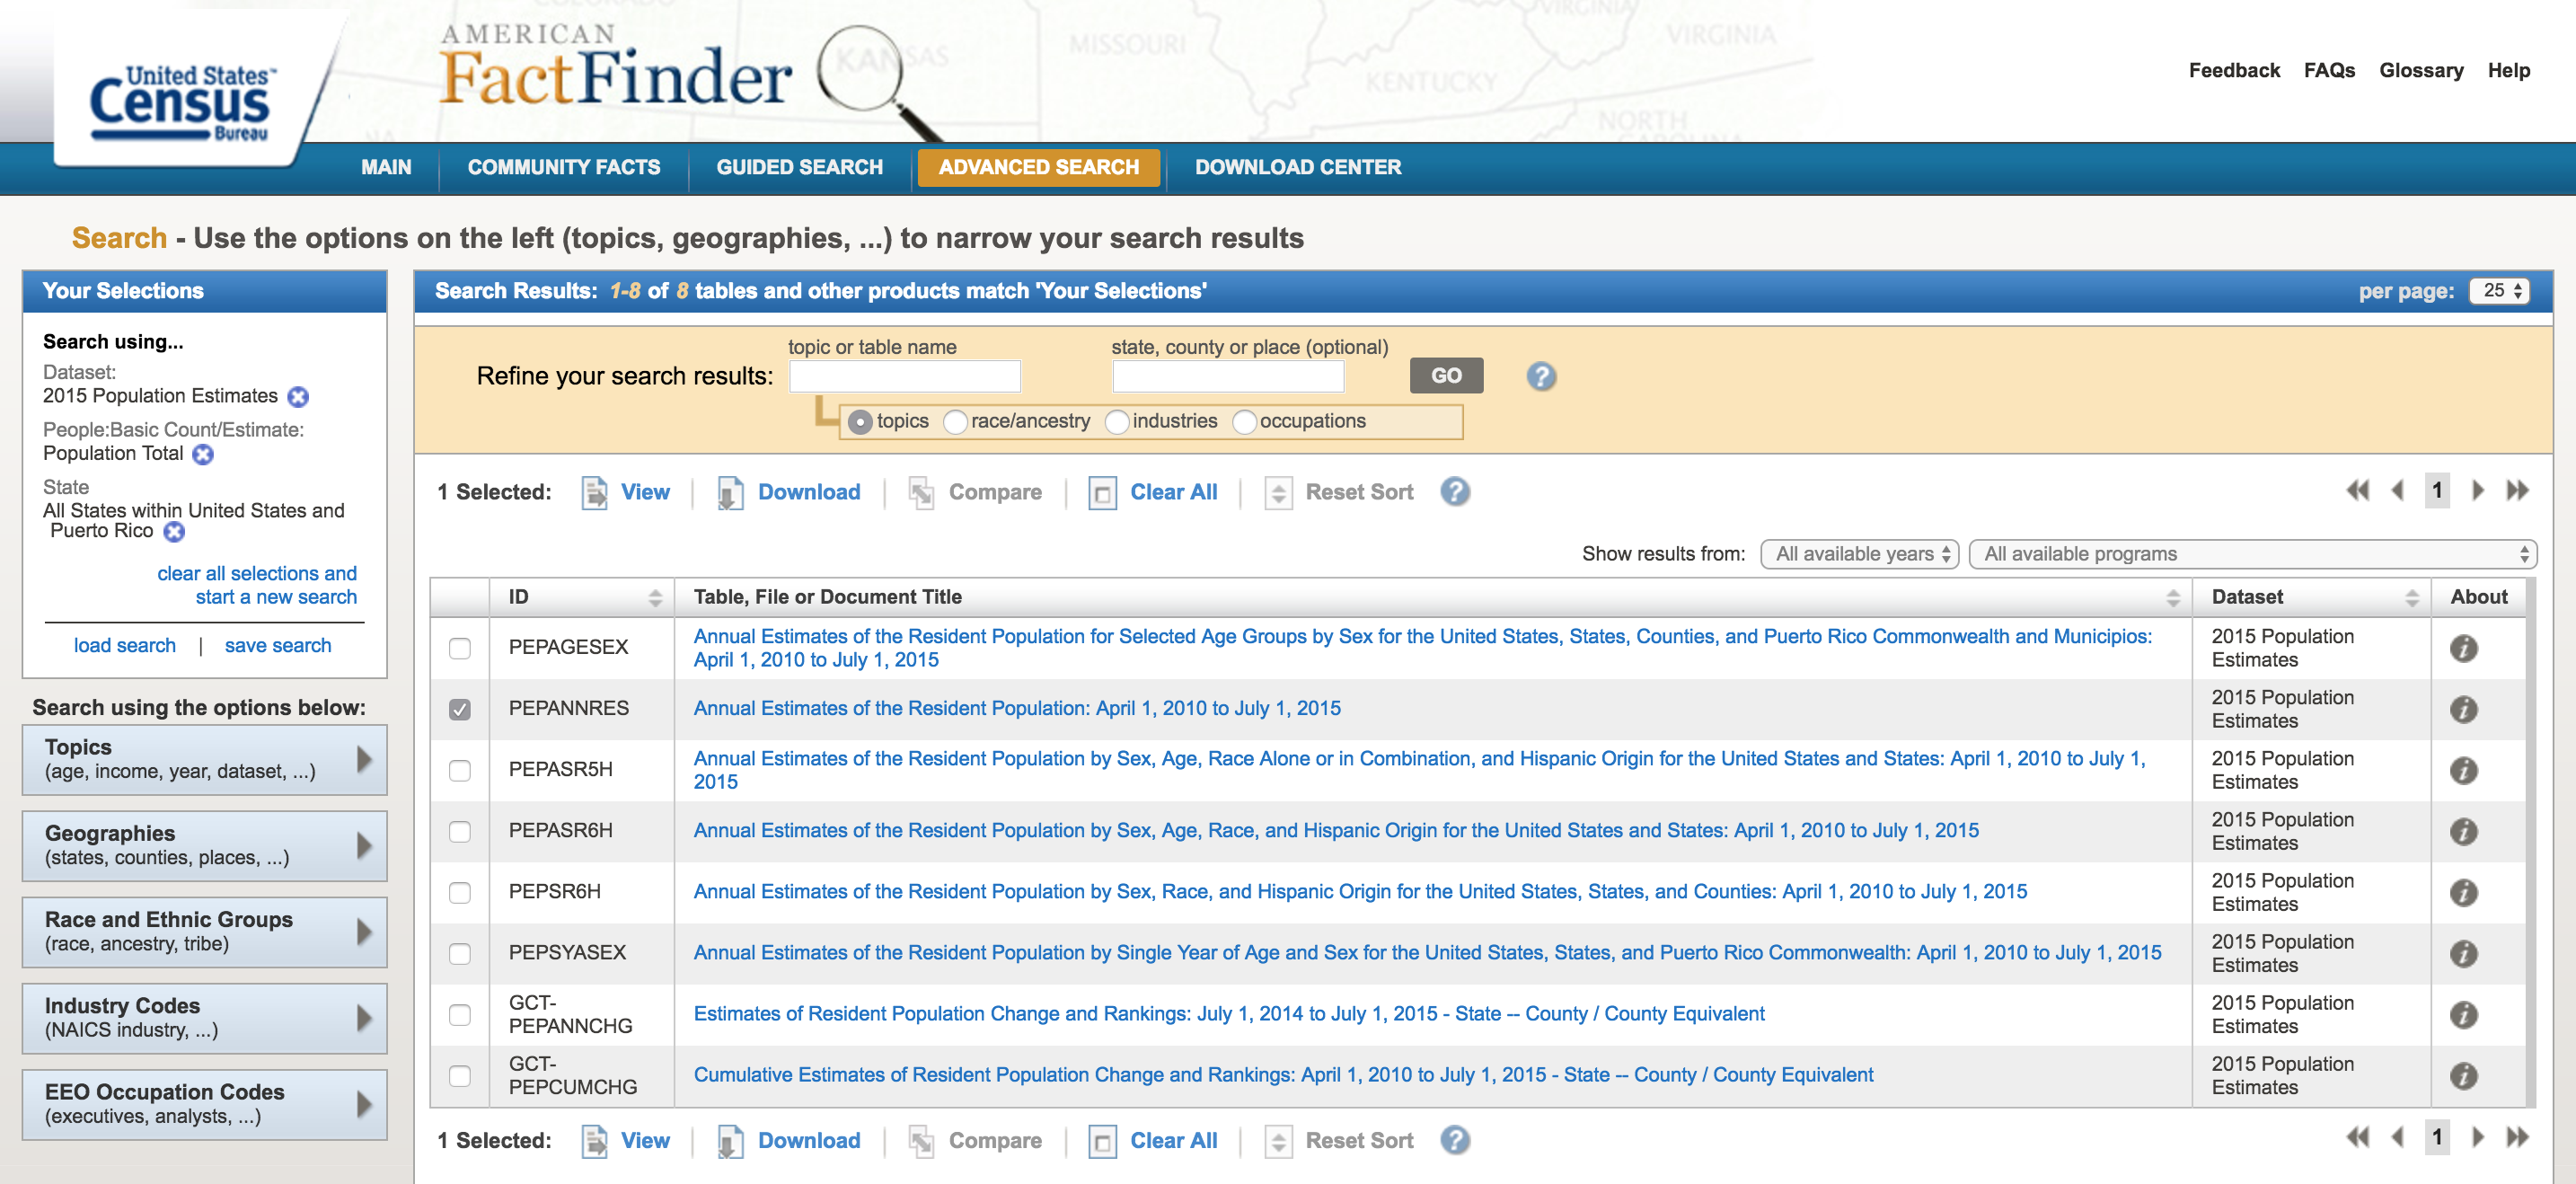 COLORADO
VIRGINIA
AMERICAN
FactFinder
KANSAS
MISSOURI
VIRGINIA
KENTUCKY
NORTH
CAROLINA
United States™
Census
Bureau
Feedback FAQs Glossary Help
MAIN COMMUNITY FACTS GUIDED SEARCH ADVANCED SEARCH DOWNLOAD CENTER
Search - Use the options on the left (topics, geographies, ...) to narrow your search results
Your Selections
Search using...
Dataset:
2015 Population Estimates
People:Basic Count/Estimate:
Population Total
State
All States within United States and
Puerto Rico
clear all selections and
start a new search
load search | save search
Search using the options below:
Topics
(age, income, year, dataset, ...)
Geographies
(states, counties, places, ...)
Race and Ethnic Groups
(race, ancestry, tribe)
Industry Codes
(NAICS industry, ...)
EEO Occupation Codes
(executives, analysts, ...)
Search Results: 1-8 of 8 tables and other products match 'Your Selections'
per page: 25
topic or table name
state, county or place (optional)
Refine your search results:
GO
?
topics race/ancestry industries occupations
1 Selected: View | Download | Compare | Clear All | Reset Sort ?
1
Show results from: All available years All available programs
ID Table, File or Document Title Dataset About
PEPAGESEX Annual Estimates of the Resident Population for Selected Age Groups by Sex for the United States, States, Counties, and Puerto Rico Commonwealth and Municipios: 2015 Population
April 1, 2010 to July 1, 2015 Estimates
PEPANNRES Annual Estimates of the Resident Population: April 1, 2010 to July 1, 2015 2015 Population
Estimates
PEPASR5H Annual Estimates of the Resident Population by Sex, Age, Race Alone or in Combination, and Hispanic Origin for the United States and States: April 1, 2010 to July 1, 2015 Population
2015 Estimates
PEPASR6H Annual Estimates of the Resident Population by Sex, Age, Race, and Hispanic Origin for the United States and States: April 1, 2010 to July 1, 2015 2015 Population
Estimates
PEPSR6H Annual Estimates of the Resident Population by Sex, Race, and Hispanic Origin for the United States, States, and Counties: April 1, 2010 to July 1, 2015 2015 Population
Estimates
PEPSYASEX Annual Estimates of the Resident Population by Single Year of Age and Sex for the United States, States, and Puerto Rico Commonwealth: April 1, 2010 to July 1, 2015 2015 Population
Estimates
GCT-
PEPANNCHG Estimates of Resident Population Change and Rankings: July 1, 2014 to July 1, 2015 - State -- County / County Equivalent 2015 Population
Estimates
GCT-
PEPCUMCHG Cumulative Estimates of Resident Population Change and Rankings: April 1, 2010 to July 1, 2015 - State -- County / County Equivalent 2015 Population
Estimates
1 Selected: View | Download | Compare | Clear All | Reset Sort ?
1